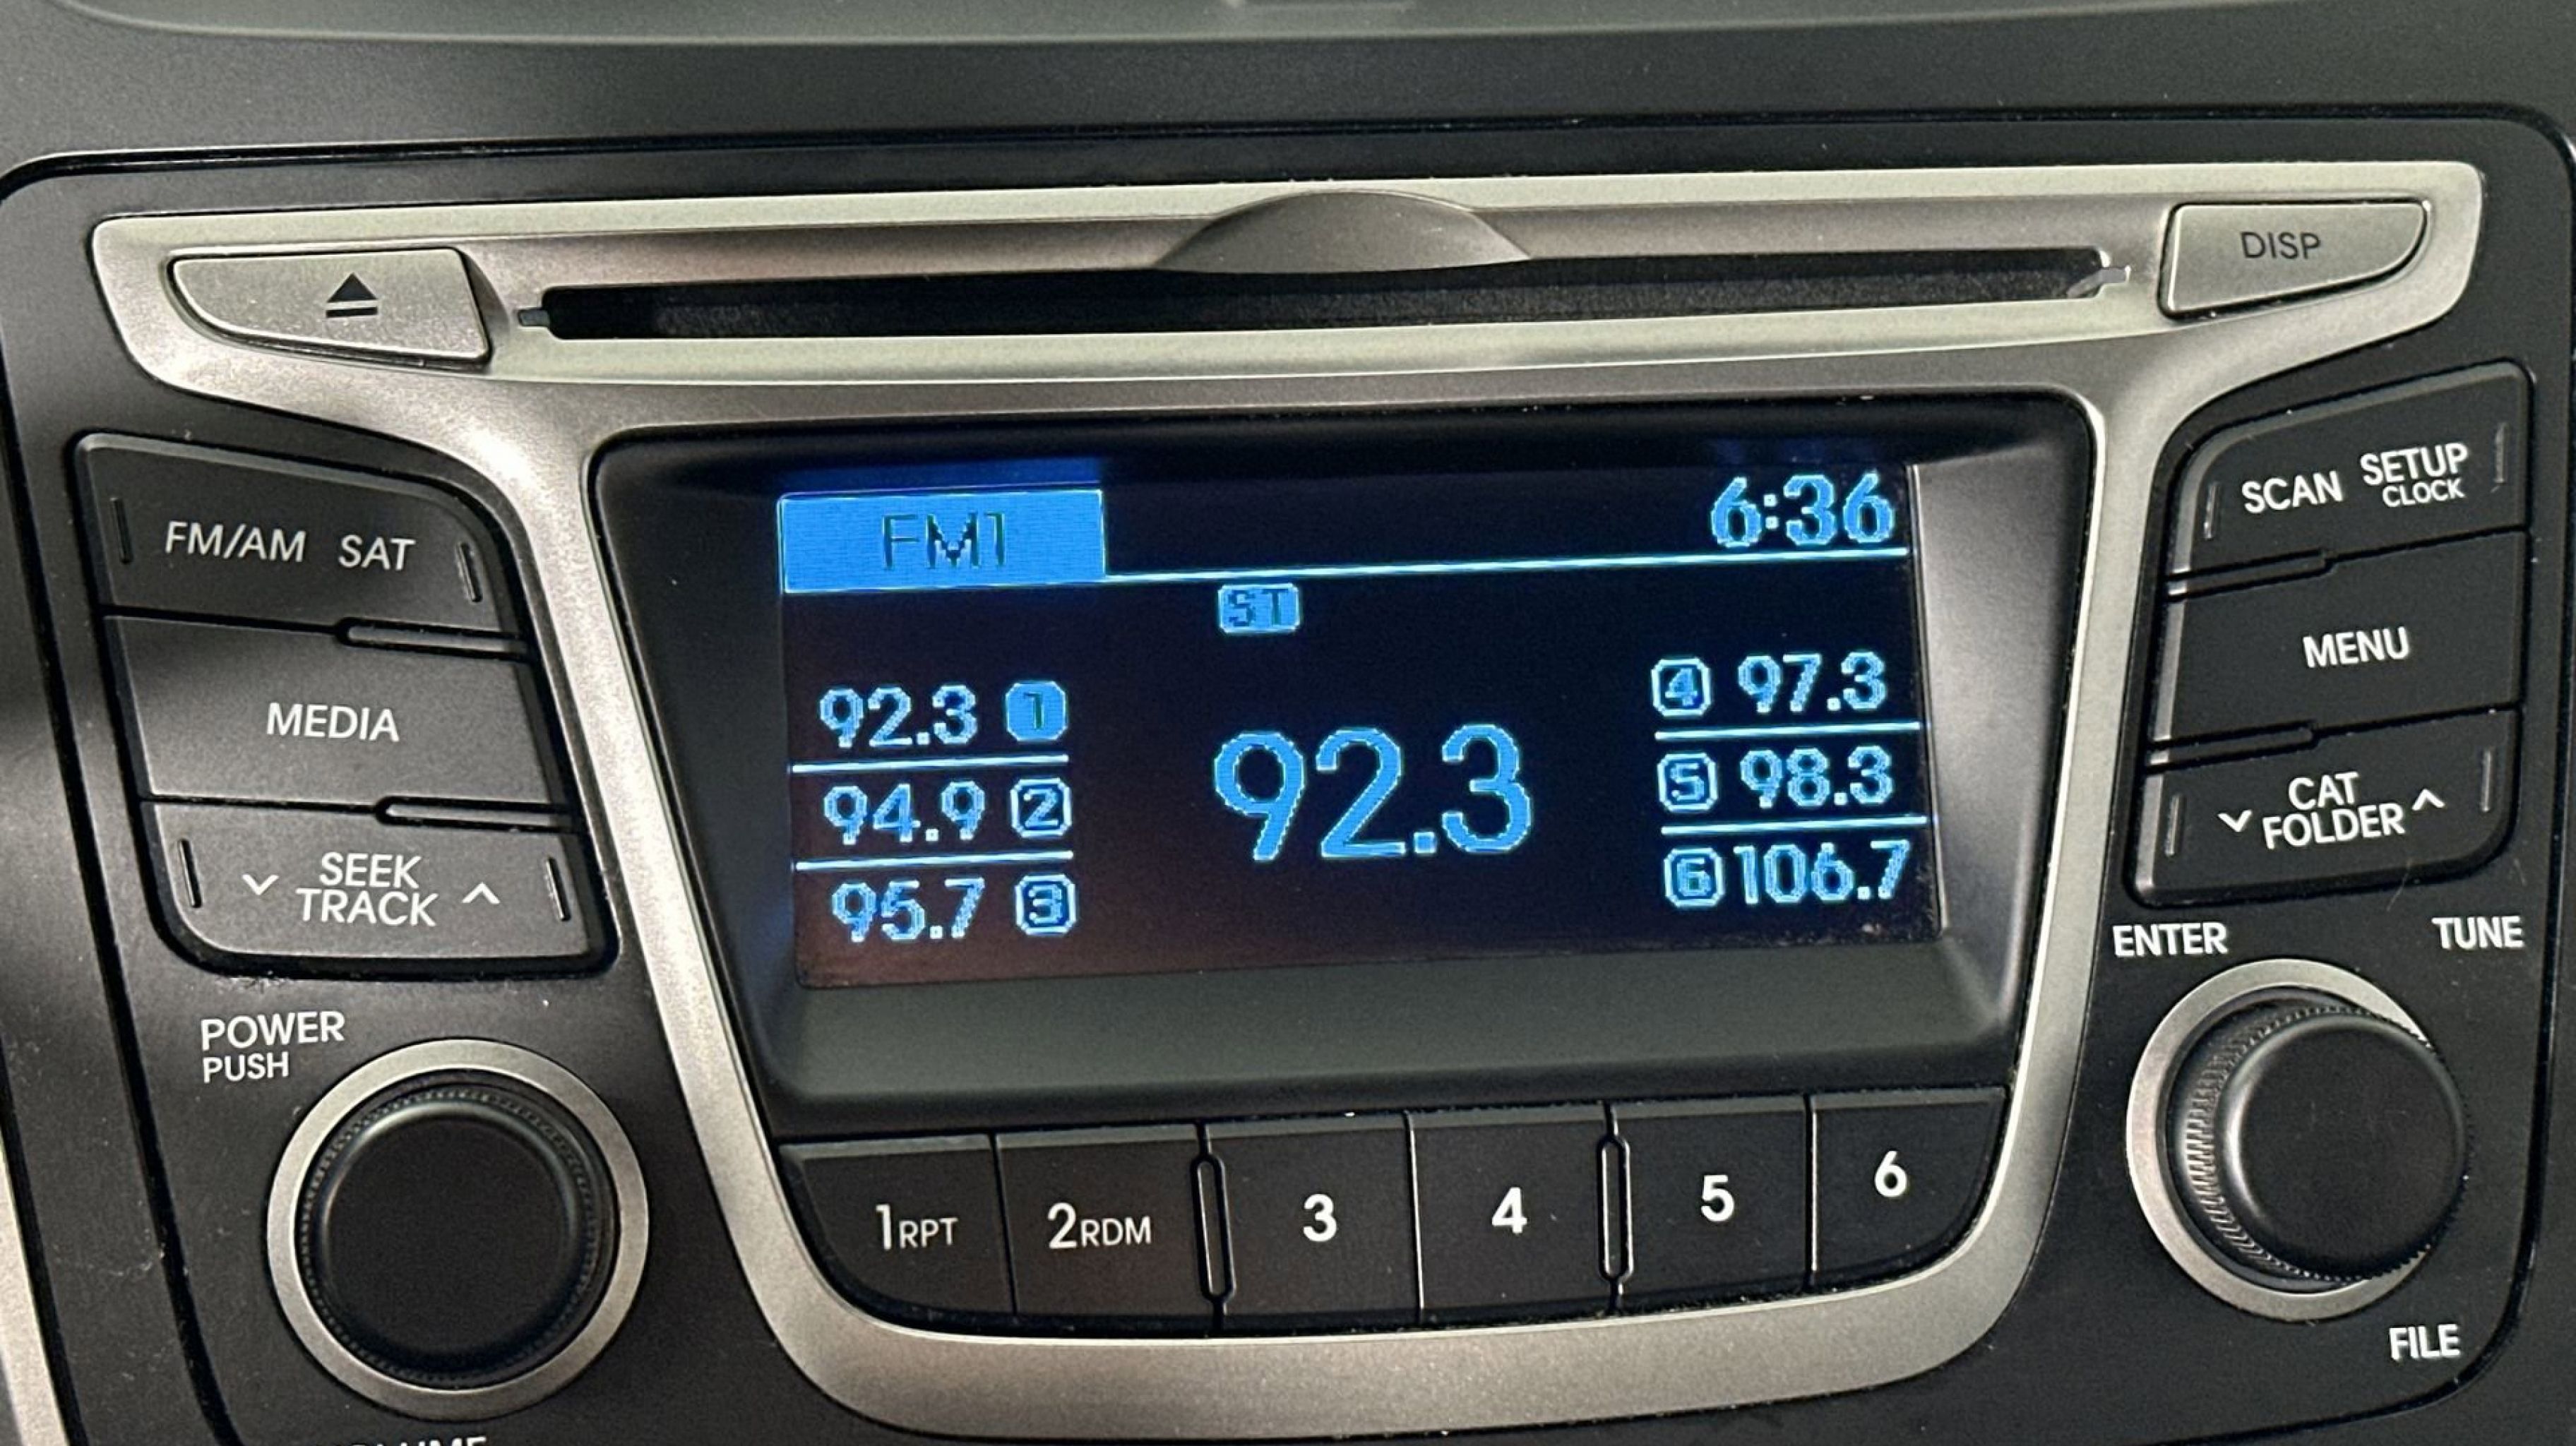 DISP
FM/AM SAT
MEDIA
SEEK
TRACK
POWER
PUSH
FM1 6:36
ST
92.3 1
94.9 2
95.7 3
92.3
4 97.3
5 98.3
6 106.7
SCAN SETUP
CLOCK
MENU
CAT
FOLDER
ENTER TUNE
FILE
1RPT 2RDM 3 4 5 6